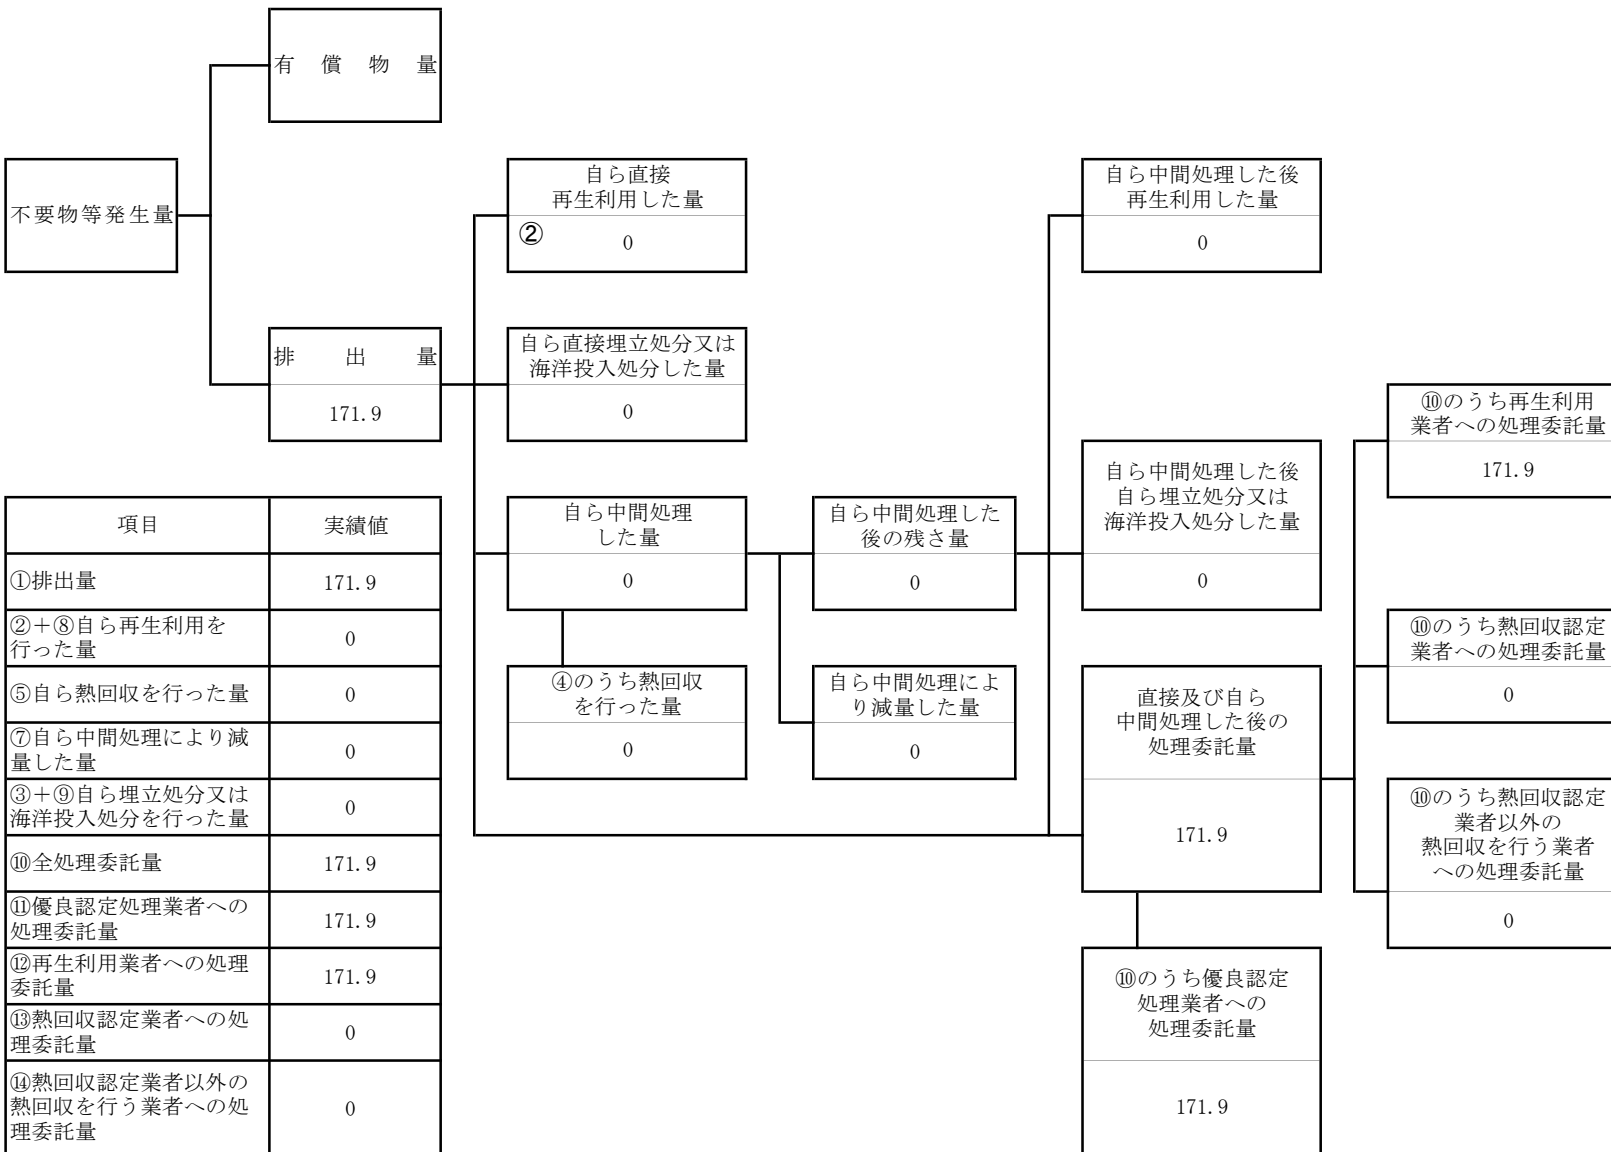 有償物量
不要物等発生量
自ら直接
再生利用した量
②
0
自ら中間処理した後
再生利用した量
0
排出量
171.9
自ら直接埋立処分又は
海洋投入処分した量
0
⑩のうち再生利用
業者への処理委託量
171.9
自ら中間処理
した量
0
自ら中間処理した
後の残さ量
0
自ら中間処理した後
自ら埋立処分又は
海洋投入処分した量
0
⑩のうち熱回収認定
業者への処理委託量
0
④のうち熱回収
を行った量
0
自ら中間処理によ
り減量した量
0
直接及び自ら
中間処理した後の
処理委託量
171.9
⑩のうち熱回収認定
業者以外の
熱回収を行う業者
への処理委託量
0
⑩のうち優良認定
処理業者への
処理委託量
171.9
項目 実績値
①排出量 171.9
②＋⑧自ら再生利用を
行った量 0
⑤自ら熱回収を行った量 0
⑦自ら中間処理により減
量した量 0
③＋⑨自ら埋立処分又は
海洋投入処分を行った量 0
⑩全処理委託量 171.9
⑪優良認定処理業者への
処理委託量 171.9
⑫再生利用業者への処理
委託量 171.9
⑬熱回収認定業者への処
理委託量 0
⑭熱回収認定業者以外の
熱回収を行う業者への処
理委託量 0